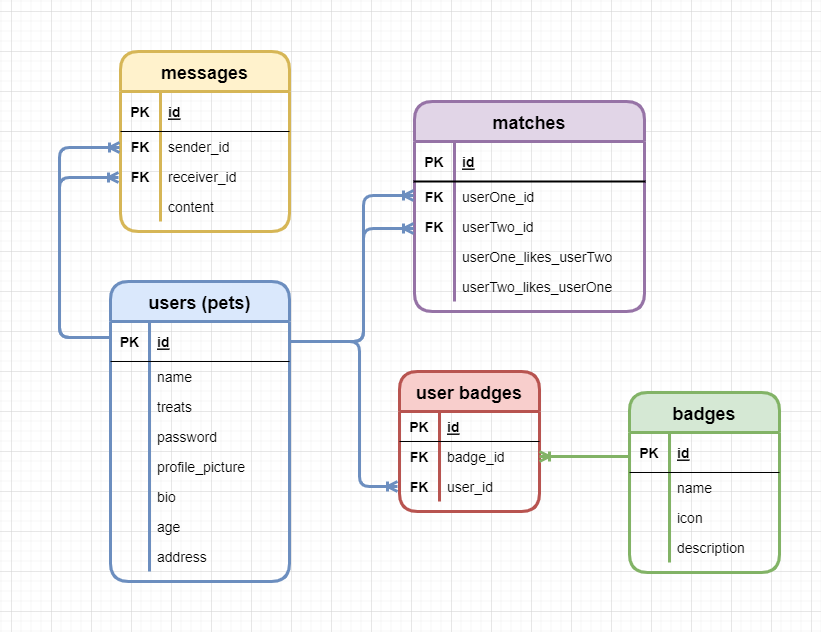 messages
PK id
FK sender_id
FK receiver_id
content
matches
PK id
FK userOne_id
FK userTwo_id
userOne_likes_userTwo
userTwo_likes_userOne
users (pets)
PK id
name
treats
password
profile_picture
bio
age
address
user badges
PK id
FK badge_id
FK user_id
badges
PK id
name
icon
description